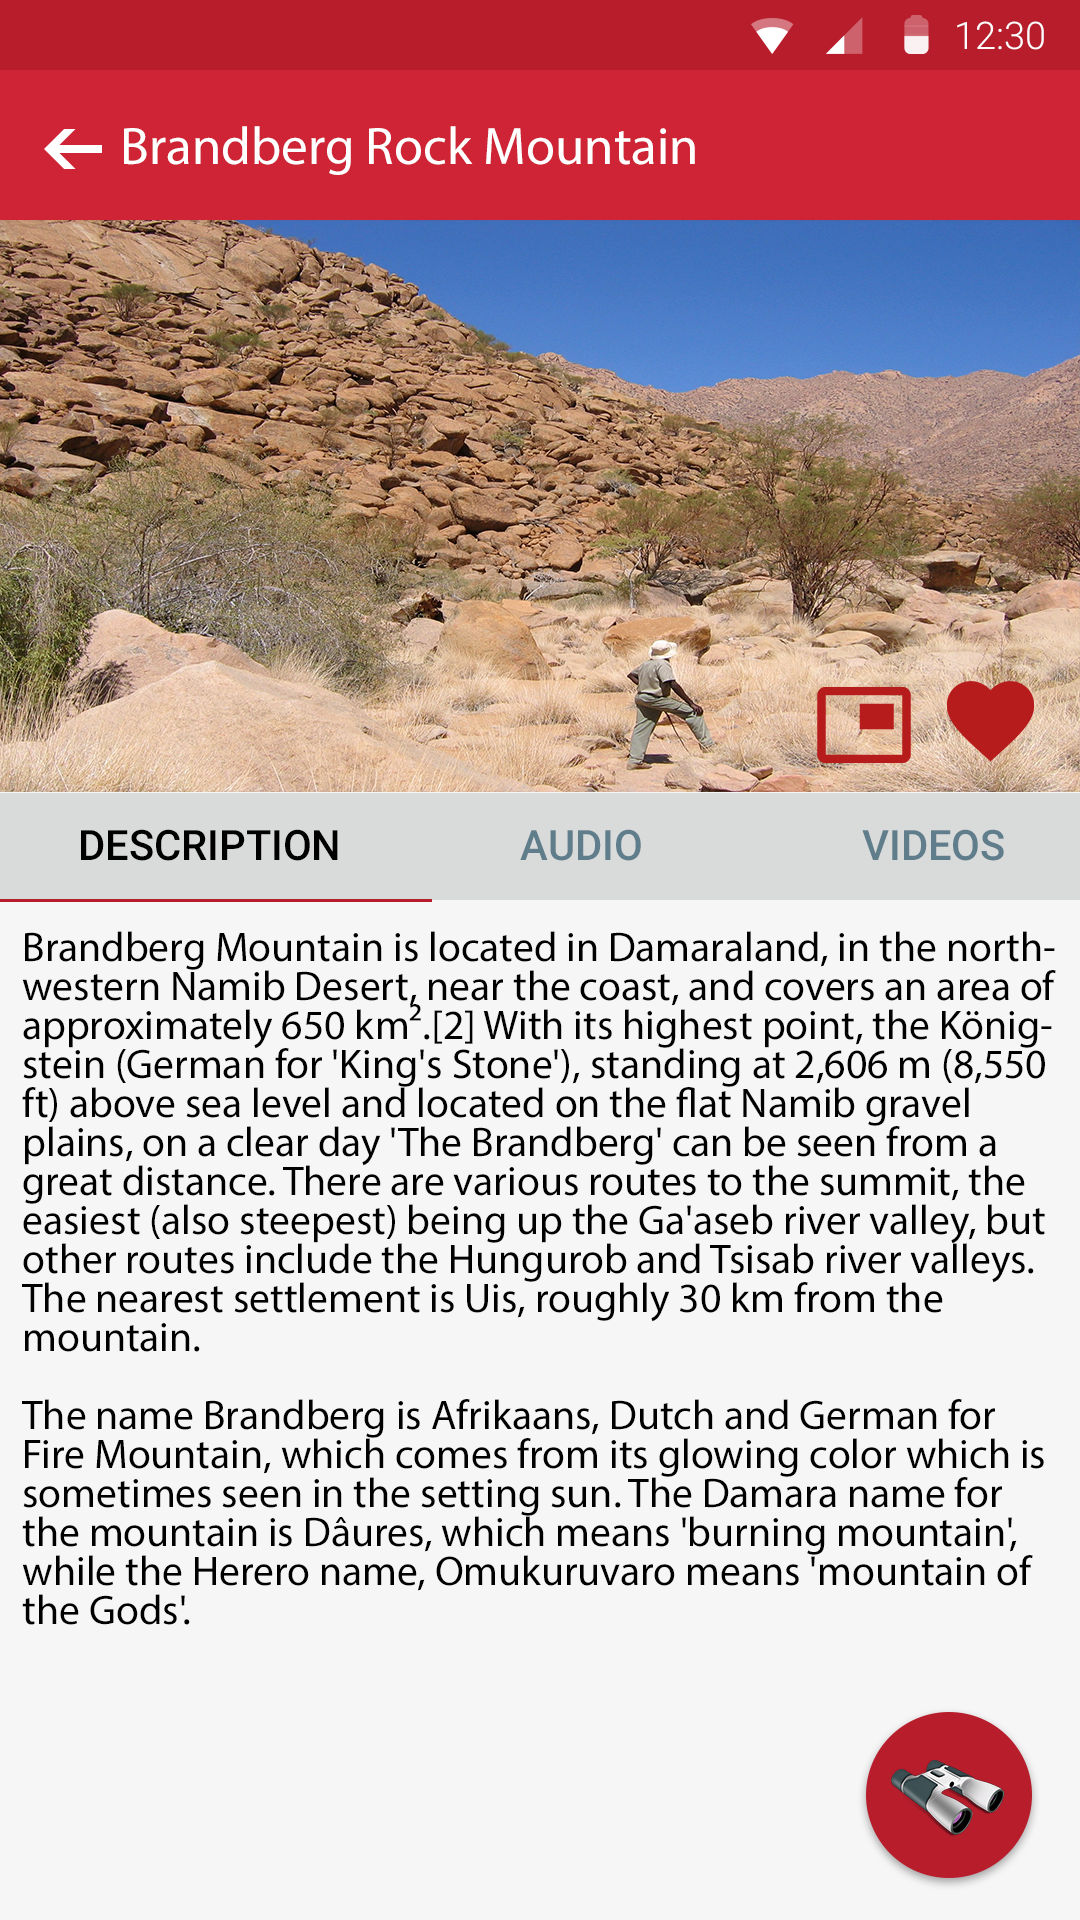 12:30
Brandberg Rock Mountain
DESCRIPTION AUDIO VIDEOS
Brandberg Mountain is located in Damaraland, in the north-
western Namib Desert, near the coast, and covers an area of
approximately 650 km².[2] With its highest point, the König-
stein (German for 'King's Stone'), standing at 2,606 m (8,550
ft) above sea level and located on the flat Namib gravel
plains, on a clear day 'The Brandberg' can be seen from a
great distance. There are various routes to the summit, the
easiest (also steepest) being up the Ga'aseb river valley, but
other routes include the Hungurob and Tsisab river valleys.
The nearest settlement is Uis, roughly 30 km from the
mountain.
The name Brandberg is Afrikaans, Dutch and German for
Fire Mountain, which comes from its glowing color which is
sometimes seen in the setting sun. The Damara name for
the mountain is Dâures, which means 'burning mountain',
while the Herero name, Omukuruvaro means 'mountain of
the Gods'.